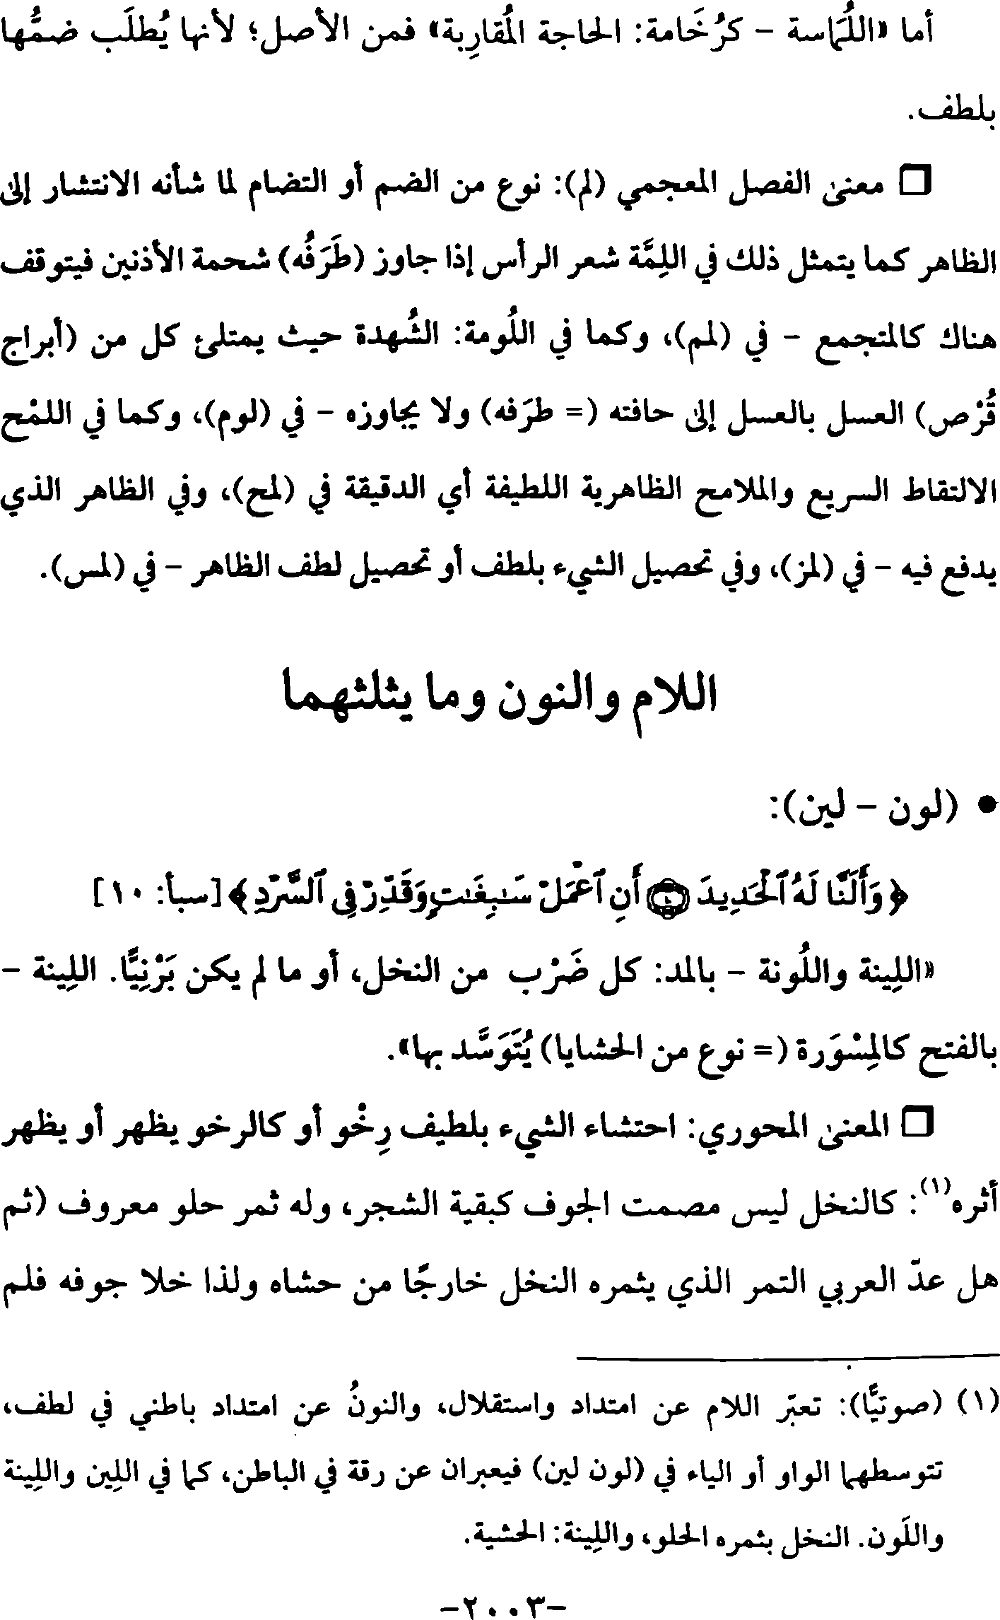 أما «اللُّمَاسة - كرُخَامة: الحاجة المُقارِبة» فمن الأصل؛ لأنها يُطلَب ضمُّها
بلطف.
❒ معنى الفصل المعجمي (لم): نوع من الضم أو التضام لما شأنه الانتشار إلى
الظاهر كما يتمثل ذلك في اللِمَّة شعر الرأس إذا جاوز (طَرَفُه) شحمة الأذنين فيتوقف
هناك كالمتجمع - في (لمم)، وكما في اللُومة: الشُهدة حيث يمتلئ كل من (أبراج
قُرْص) العسل بالعسل إلى حافته (= طرَفه) ولا يجاوزه - في (لوم)، وكما في اللمْح
الالتقاط السريع والملامح الظاهرية اللطيفة أي الدقيقة في (لمح)، وفي الظاهر الذي
يدفع فيه - في (لمز)، وفي تحصيل الشيء بلطف أو تحصيل لطف الظاهر - في (لمس).
اللام والنون وما يثلثهما
• (لون - لين):
﴿وَأَلَنَّا لَهُ ٱلْحَدِيدَ ۝١٠ أَنِ ٱعْمَلْ سَـٰبِغَـٰتٍ وَقَدِّرْ فِى ٱلسَّرْدِ﴾ [سبأ: ١٠]
«اللِينة واللُونة - بالمد: كل ضَرْب من النخل، أو ما لم يكن بَرْنِيًّا. اللِينة -
بالفتح كالمِسْوَرة (= نوع من الحشايا) يُتَوَسَّد بها».
❒ المعنى المحوري: احتشاء الشيء بلطيف رِخْو أو كالرخو يظهر أو يظهر
أثره(١): كالنخل ليس مصمت الجوف كبقية الشجر، وله ثمر حلو معروف (ثم
هل عدّ العربي التمر الذي يثمره النخل خارجًا من حشاه ولذا خلا جوفه فلم
(١) (صوتيًّا): تعبّر اللام عن امتداد واستقلال، والنونُ عن امتداد باطني في لطف،
تتوسطهما الواو أو الياء في (لون لين) فيعبران عن رقة في الباطن، كما في اللِين واللِينة
واللَون. النخل بثمره الحلو، واللِينة: الحشية.
-٢٠٠٣-